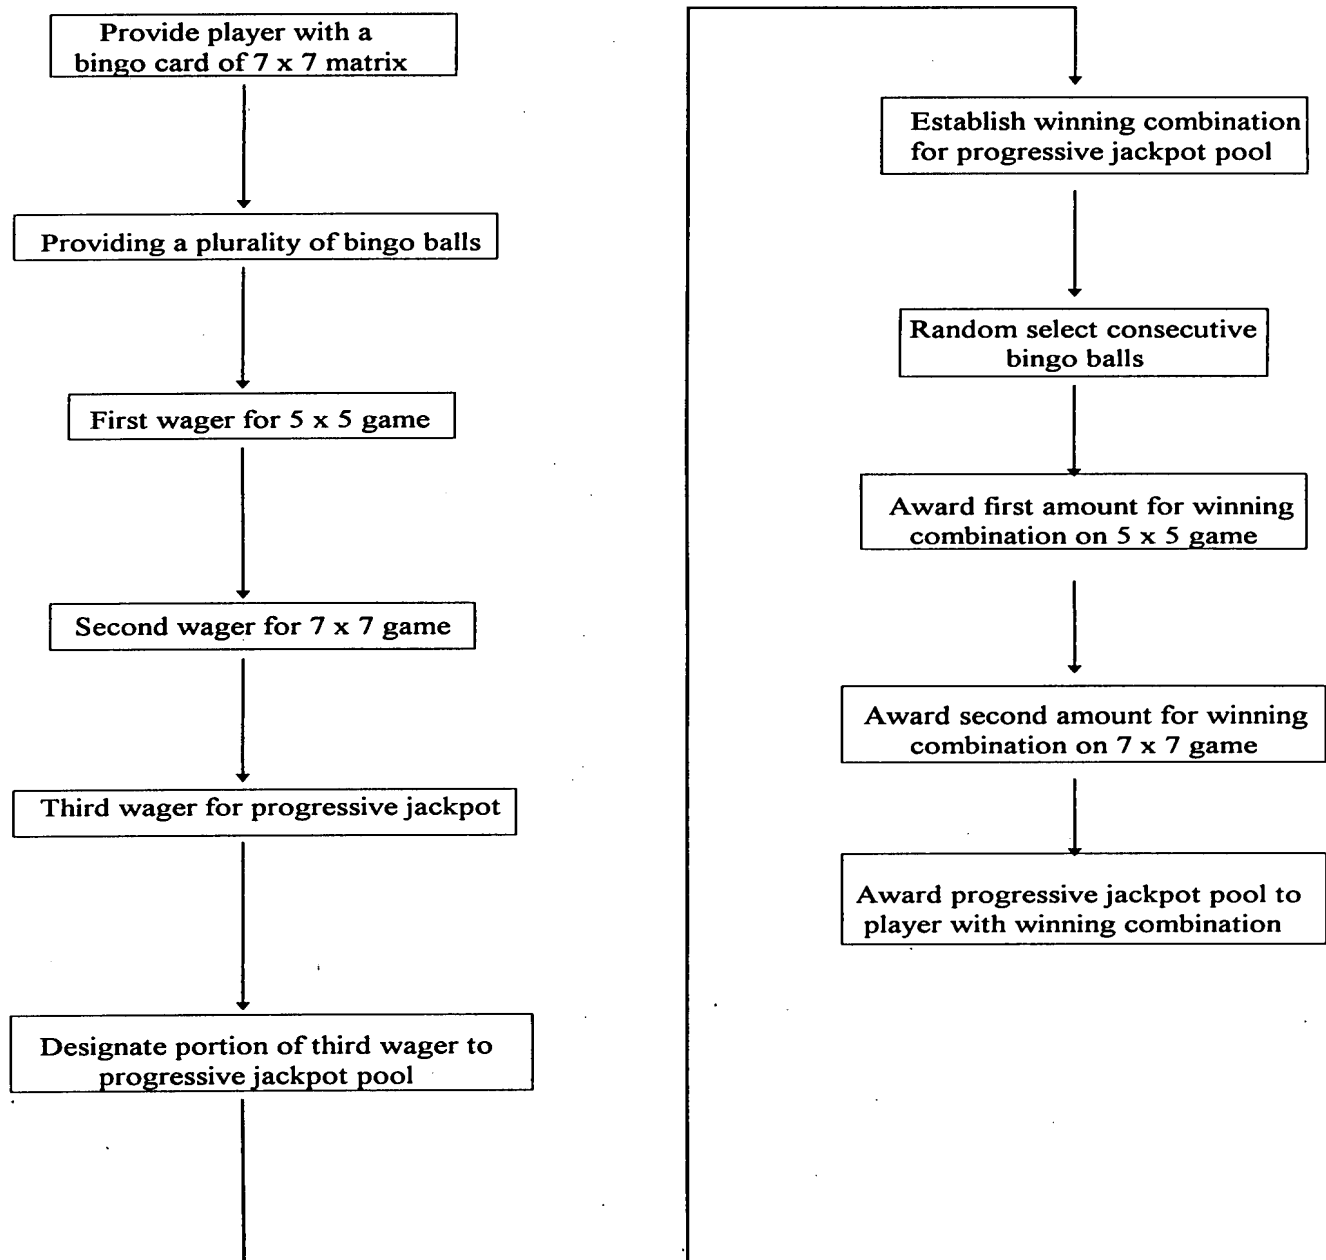 Provide player with a
bingo card of 7 x 7 matrix
Providing a plurality of bingo balls
First wager for 5 x 5 game
Second wager for 7 x 7 game
Third wager for progressive jackpot
Designate portion of third wager to
progressive jackpot pool
Establish winning combination
for progressive jackpot pool
Random select consecutive
bingo balls
Award first amount for winning
combination on 5 x 5 game
Award second amount for winning
combination on 7 x 7 game
Award progressive jackpot pool to
player with winning combination